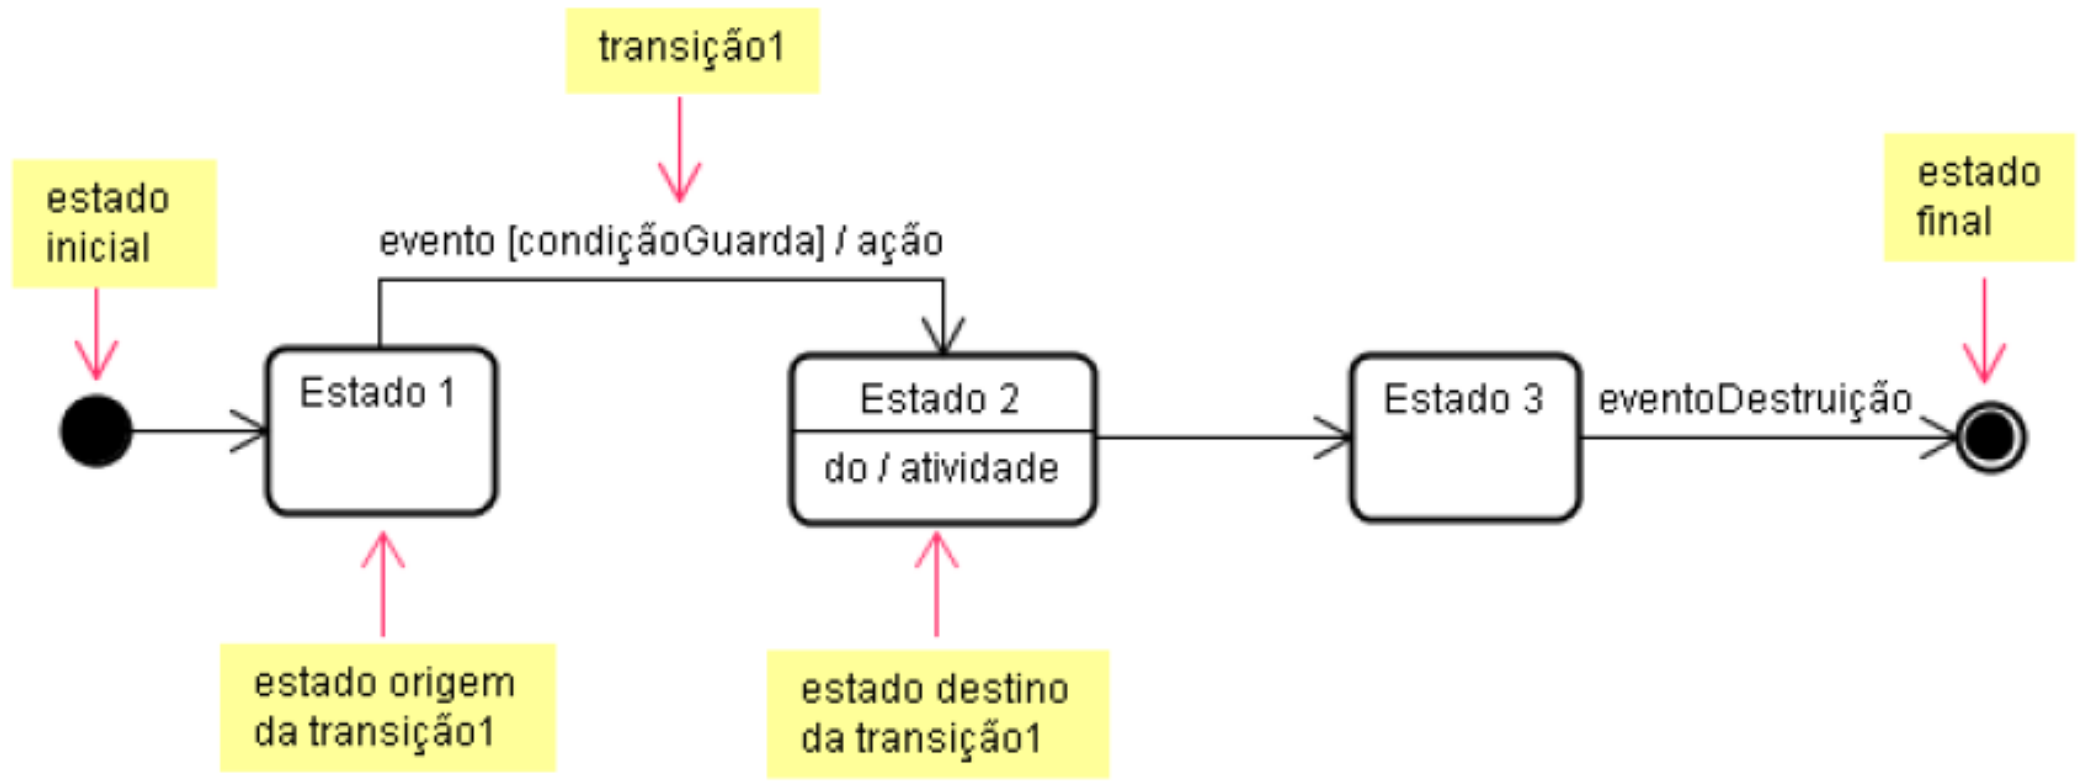 transição1
estado
inicial
estado
final
evento [condiçãoGuarda] / ação
Estado 1
Estado 2
do / atividade
Estado 3
eventoDestruição
estado origem
da transição1
estado destino
da transição1